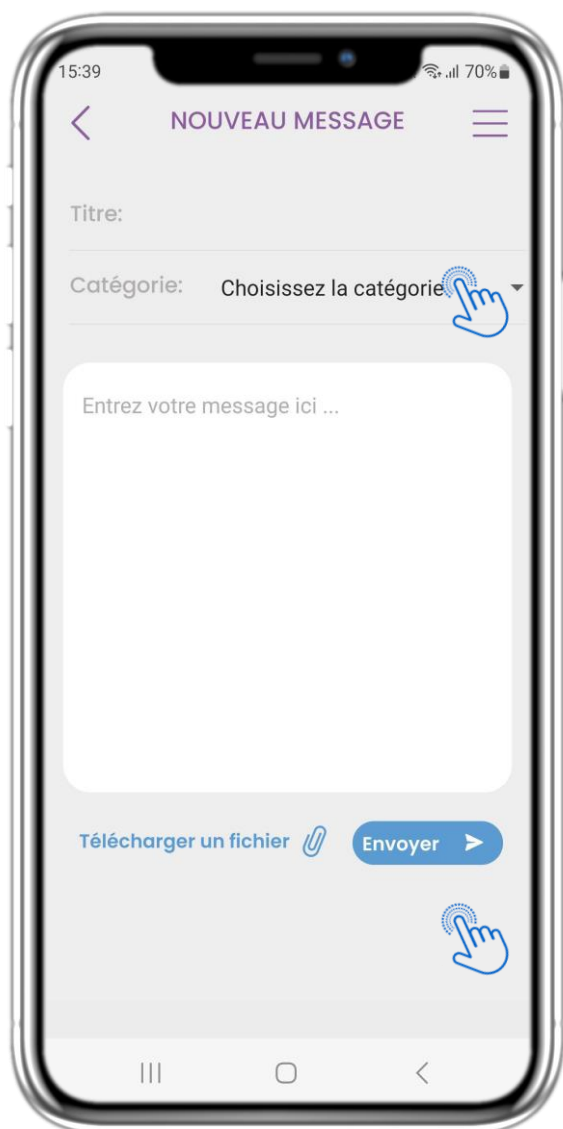 15:39 70%
NOUVEAU MESSAGE
Titre:
Catégorie: Choisissez la catégorie
Entrez votre message ici ...
Télécharger un fichier Envoyer